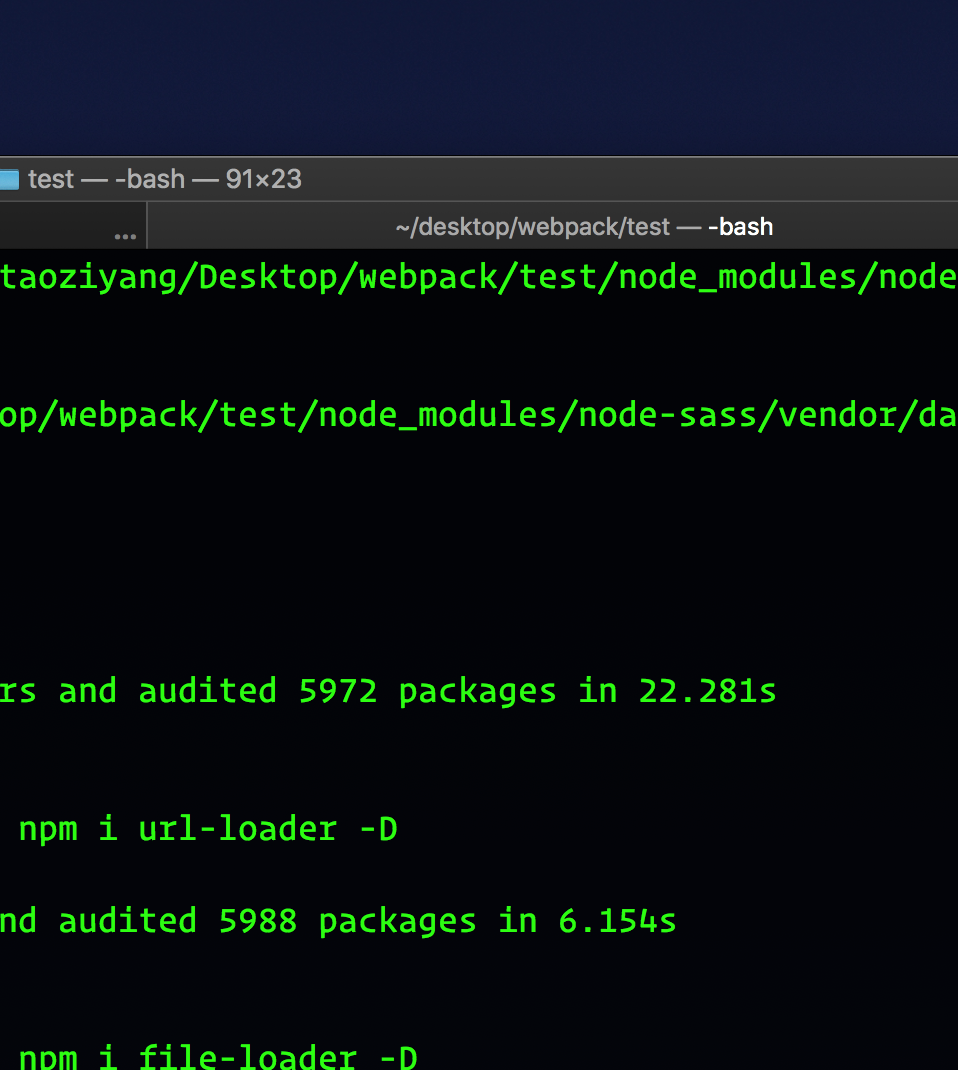 test — -bash — 91×23
... ~/desktop/webpack/test — -bash
taoziyang/Desktop/webpack/test/node_modules/node
op/webpack/test/node_modules/node-sass/vendor/da
rs and audited 5972 packages in 22.281s
npm i url-loader -D
nd audited 5988 packages in 6.154s
npm i file-loader -D